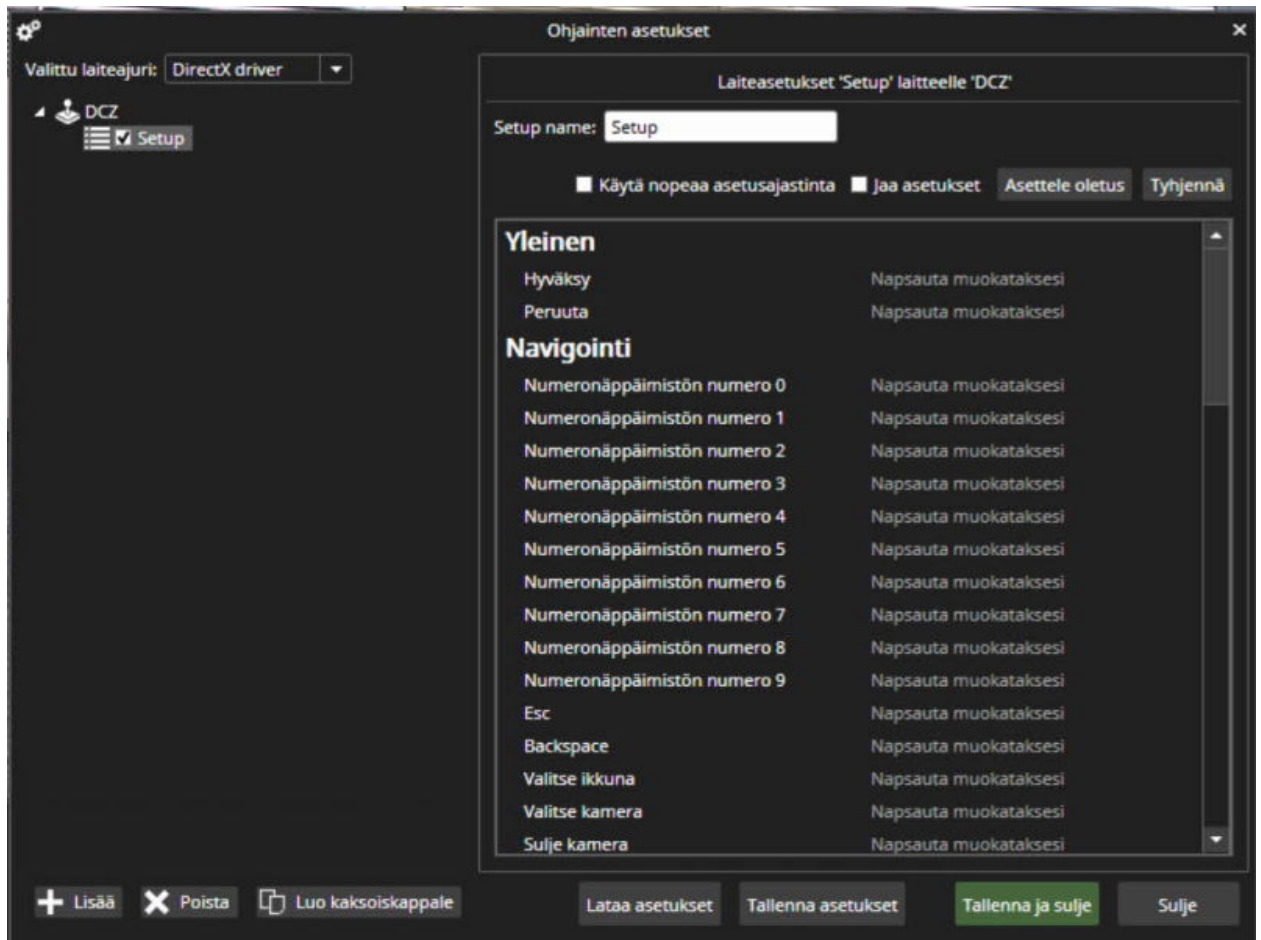 Ohjainten asetukset
Valittu laiteajuri: DirectX driver
DCZ
Setup
Laiteasetukset 'Setup' laitteelle 'DCZ'
Setup name: Setup
Käytä nopeaa asetusajastinta Jaa asetukset Asettele oletus Tyhjennä
Yleinen
Hyväksy Napsauta muokataksesi
Peruuta Napsauta muokataksesi
Navigointi
Numeronäppäimistön numero 0 Napsauta muokataksesi
Numeronäppäimistön numero 1 Napsauta muokataksesi
Numeronäppäimistön numero 2 Napsauta muokataksesi
Numeronäppäimistön numero 3 Napsauta muokataksesi
Numeronäppäimistön numero 4 Napsauta muokataksesi
Numeronäppäimistön numero 5 Napsauta muokataksesi
Numeronäppäimistön numero 6 Napsauta muokataksesi
Numeronäppäimistön numero 7 Napsauta muokataksesi
Numeronäppäimistön numero 8 Napsauta muokataksesi
Numeronäppäimistön numero 9 Napsauta muokataksesi
Esc Napsauta muokataksesi
Backspace Napsauta muokataksesi
Valitse ikkuna Napsauta muokataksesi
Valitse kamera Napsauta muokataksesi
Sulje kamera Napsauta muokataksesi
Lisää Poista Luo kaksoiskappale Lataa asetukset Tallenna asetukset Tallenna ja sulje Sulje